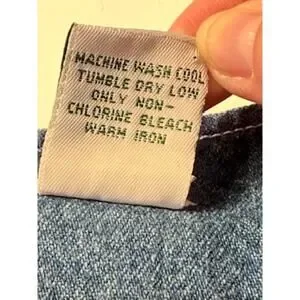 MACHINE WASH COOL
TUMBLE DRY LOW
ONLY NON-
CHLORINE BLEACH
WARM IRON